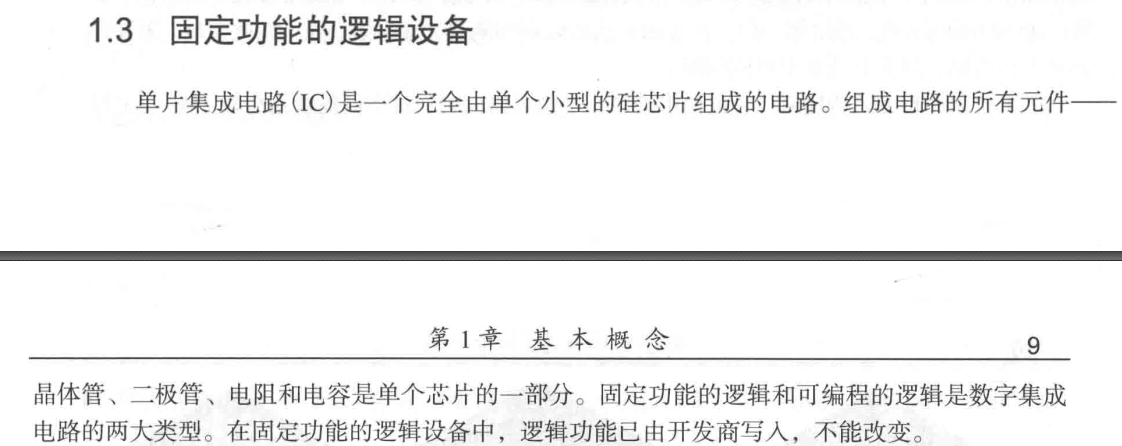 1.3 固定功能的逻辑设备
单片集成电路(IC)是一个完全由单个小型的硅芯片组成的电路。组成电路的所有元件——
第 1 章 基 本 概 念 9
晶体管、二极管、电阻和电容是单个芯片的一部分。固定功能的逻辑和可编程的逻辑是数字集成
电路的两大类型。在固定功能的逻辑设备中，逻辑功能已由开发商写入，不能改变。